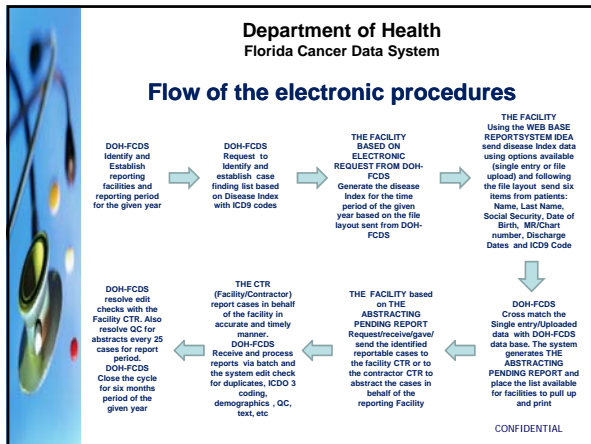 Department of Health
Florida Cancer Data System
Flow of the electronic procedures
DOH-FCDS
Identify and
Establish
reporting
facilities and
reporting period
for the given year
DOH-FCDS
Request to
Identify and
establish case
finding list based
on Disease Index
with ICD9 codes
THE FACILITY
BASED ON
ELECTRONIC
REQUEST FROM DOH-
FCDS
Generate the disease
Index for the time
period of the given
year based on the file
layout sent from DOH-
FCDS
THE FACILITY
Using the WEB BASE
REPORTSYSTEM IDEA
send disease Index data
using options available
(single entry or file
upload) and following
the file layout send six
items from patients:
Name, Last Name,
Social Security, Date of
Birth, MR/Chart
number, Discharge
Dates and ICD9 Code
DOH-FCDS
Cross match the
Single entry/Uploaded
data with DOH-FCDS
data base. The system
generates THE
ABSTRACTING
PENDING REPORT and
place the list available
for facilities to pull up
and print
THE FACILITY based
on THE
ABSTRACTING
PENDING REPORT
Request/receive/gave/
send the identified
reportable cases to
the facility CTR or to
the contractor CTR to
abstract the cases in
behalf of the
reporting Facility
THE CTR
(Facility/Contractor)
report cases in behalf
of the facility in
accurate and timely
manner.
DOH-FCDS
Receive and process
reports via batch and
the system edit check
for duplicates, ICDO 3
coding,
demographics , QC,
text, etc
DOH-FCDS
resolve edit
checks with the
Facility CTR. Also
resolve QC for
abstracts every 25
cases for report
period.
DOH-FCDS
Close the cycle
for six months
period of the
given year
CONFIDENTIAL